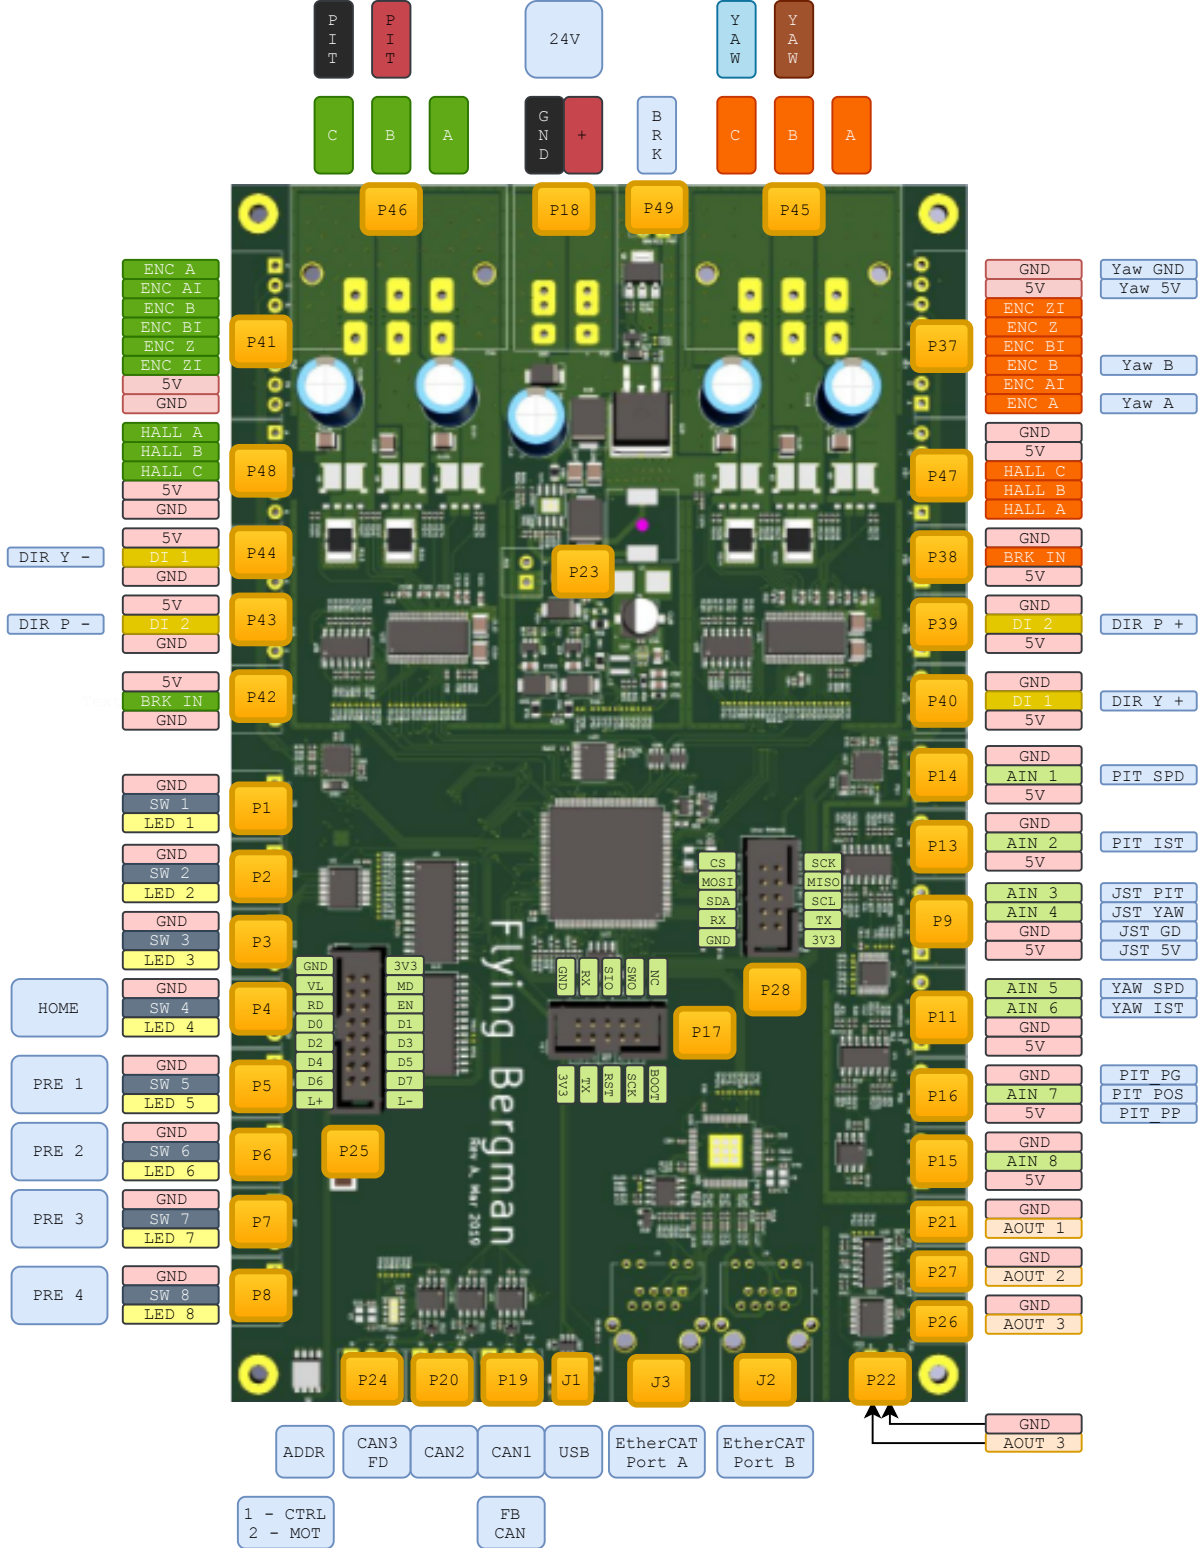 PIT
PIT
24V
YAW
YAW
C
B
A
GND
+
BRK
C
B
A
P46
P18
P49
P45
ENC A
ENC AI
ENC B
ENC BI
ENC Z
ENC ZI
5V
GND
P41
HALL A
HALL B
HALL C
5V
GND
P48
5V
DI 1
GND
DIR Y -
P44
5V
DI 2
GND
DIR P -
P43
5V
BRK IN
GND
P42
GND
SW 1
LED 1
P1
GND
SW 2
LED 2
P2
GND
SW 3
LED 3
P3
HOME
GND
SW 4
LED 4
P4
PRE 1
GND
SW 5
LED 5
P5
PRE 2
GND
SW 6
LED 6
P6
PRE 3
GND
SW 7
LED 7
P7
PRE 4
GND
SW 8
LED 8
P8
P23
CS
MOSI
SDA
RX
GND
SCK
MISO
SCL
TX
3V3
P28
GND
VL
RD
D0
D2
D4
D6
L+
3V3
MD
EN
D1
D3
D5
D7
L-
P25
GND
RX
SIO
SWO
NC
P17
3V3
TX
RST
SCK
BOOT
Flying Bergman
Rev A, Mar 2019
P37
GND
5V
ENC ZI
ENC Z
ENC BI
ENC B
ENC AI
ENC A
Yaw GND
Yaw 5V
Yaw B
Yaw A
P47
GND
5V
HALL C
HALL B
HALL A
P38
GND
BRK IN
5V
P39
GND
DI 2
5V
DIR P +
P40
GND
DI 1
5V
DIR Y +
P14
GND
AIN 1
5V
PIT SPD
P13
GND
AIN 2
5V
PIT IST
P9
AIN 3
AIN 4
GND
5V
JST PIT
JST YAW
JST GD
JST 5V
P11
AIN 5
AIN 6
GND
5V
YAW SPD
YAW IST
P16
GND
AIN 7
5V
PIT_PG
PIT POS
PIT_PP
P15
GND
AIN 8
5V
P21
GND
AOUT 1
P27
GND
AOUT 2
P26
GND
AOUT 3
P24
P20
P19
J1
J3
J2
P22
GND
AOUT 3
ADDR
CAN3
FD
CAN2
CAN1
USB
EtherCAT
Port A
EtherCAT
Port B
1 - CTRL
2 - MOT
FB
CAN